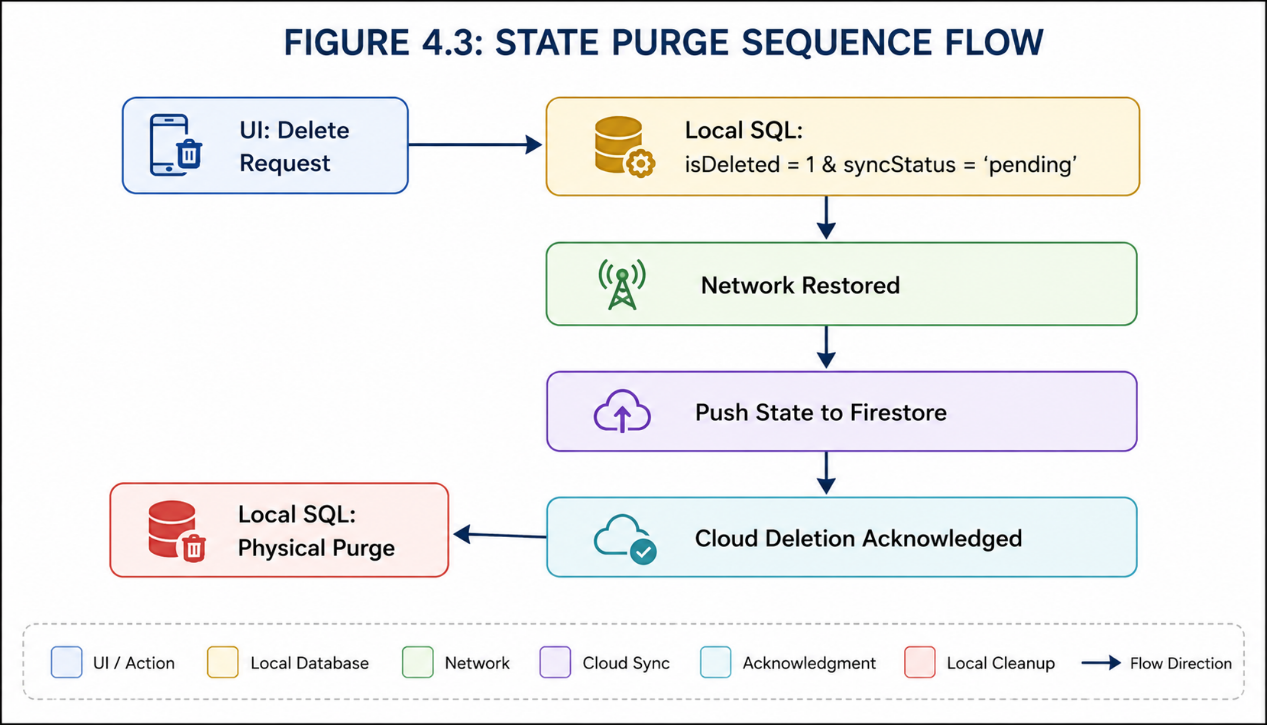 FIGURE 4.3: STATE PURGE SEQUENCE FLOW
UI: Delete
Request
Local SQL:
isDeleted = 1 & syncStatus = ‘pending’
Network Restored
Push State to Firestore
Cloud Deletion Acknowledged
Local SQL:
Physical Purge
UI / Action
Local Database
Network
Cloud Sync
Acknowledgment
Local Cleanup
Flow Direction